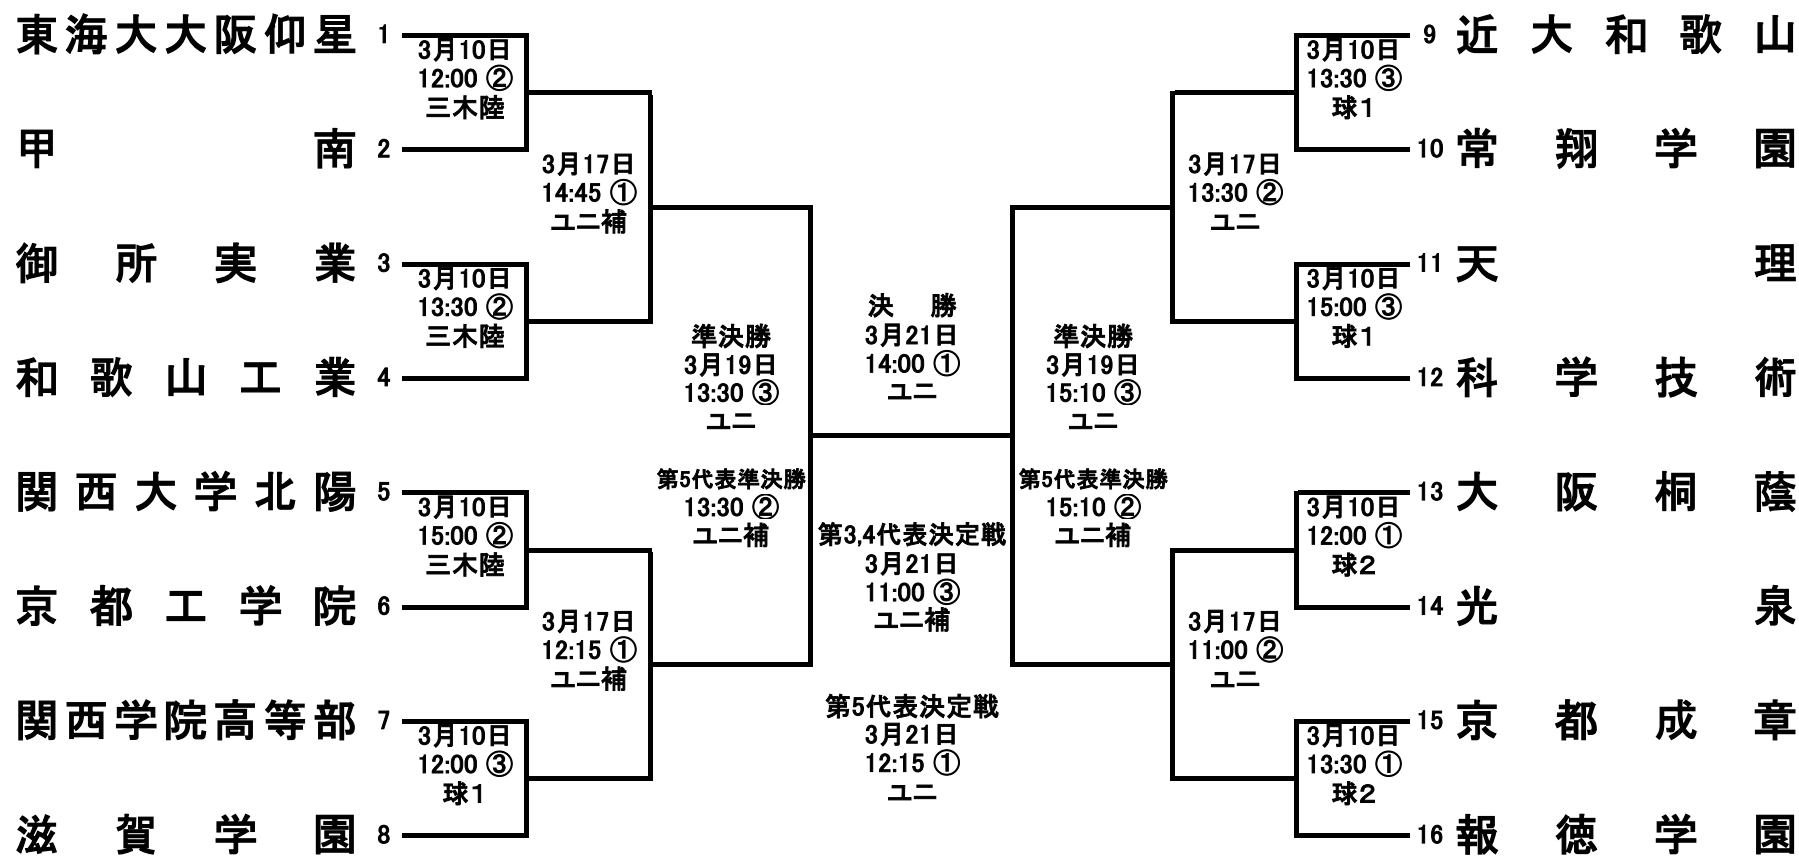 東海大大阪仰星 1
3月10日
12:00 ②
三木陸
甲南 2
3月17日
14:45 ①
ユニ補
御所実業 3
3月10日
13:30 ②
三木陸
和歌山工業 4
準決勝
3月19日
13:30 ③
ユニ
関西大学北陽 5
3月10日
15:00 ②
三木陸
第5代表準決勝
13:30 ②
ユニ補
京都工学院 6
3月17日
12:15 ①
ユニ補
関西学院高等部 7
3月10日
12:00 ③
球1
滋賀学園 8
決勝
3月21日
14:00 ①
ユニ
第3,4代表決定戦
3月21日
11:00 ③
ユニ補
第5代表決定戦
3月21日
12:15 ①
ユニ
9 近大和歌山
3月10日
13:30 ③
球1
10 常翔学園
3月17日
13:30 ②
ユニ
11 天理
3月10日
15:00 ③
球1
12 科学技術
準決勝
3月19日
15:10 ③
ユニ
13 大阪桐蔭
3月10日
12:00 ①
球2
第5代表準決勝
15:10 ②
ユニ補
14 光泉
3月17日
11:00 ②
ユニ
15 京都成章
3月10日
13:30 ①
球2
16 報徳学園